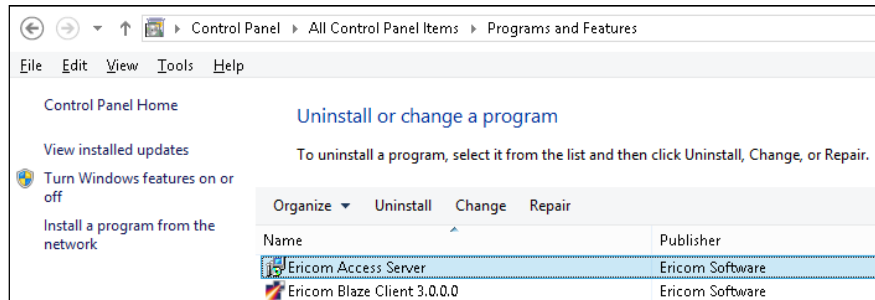 Control Panel ▸ All Control Panel Items ▸ Programs and Features
File Edit View Tools Help
Control Panel Home
View installed updates
Turn Windows features on or
off
Install a program from the
network
Uninstall or change a program
To uninstall a program, select it from the list and then click Uninstall, Change, or Repair.
Organize Uninstall Change Repair
Name Publisher
Ericom Access Server Ericom Software
Ericom Blaze Client 3.0.0.0 Ericom Software